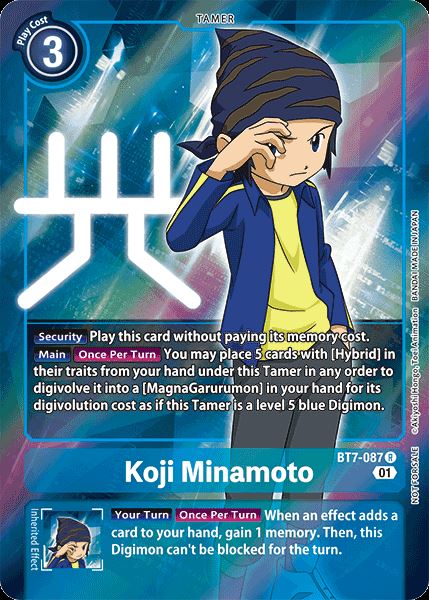 TAMER
Play Cost
3
Security Play this card without paying its memory cost.
Main Once Per Turn You may place 5 cards with [Hybrid] in
their traits from your hand under this Tamer in any order to
digivolve it into a [MagnaGarurumon] in your hand for its
digivolution cost as if this Tamer is a level 5 blue Digimon.
BT7-087 R
Koji Minamoto
01
Inherited Effect
Your Turn Once Per Turn When an effect adds a
card to your hand, gain 1 memory. Then, this
Digimon can't be blocked for the turn.
NOT FOR SALE
©Akiyoshi Hongo, Toei Animation
BANDAI MADE IN JAPAN